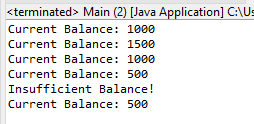 <terminated> Main (2) [Java Application] C:\Us
Current Balance: 1000
Current Balance: 1500
Current Balance: 1000
Current Balance: 500
Insufficient Balance!
Current Balance: 500